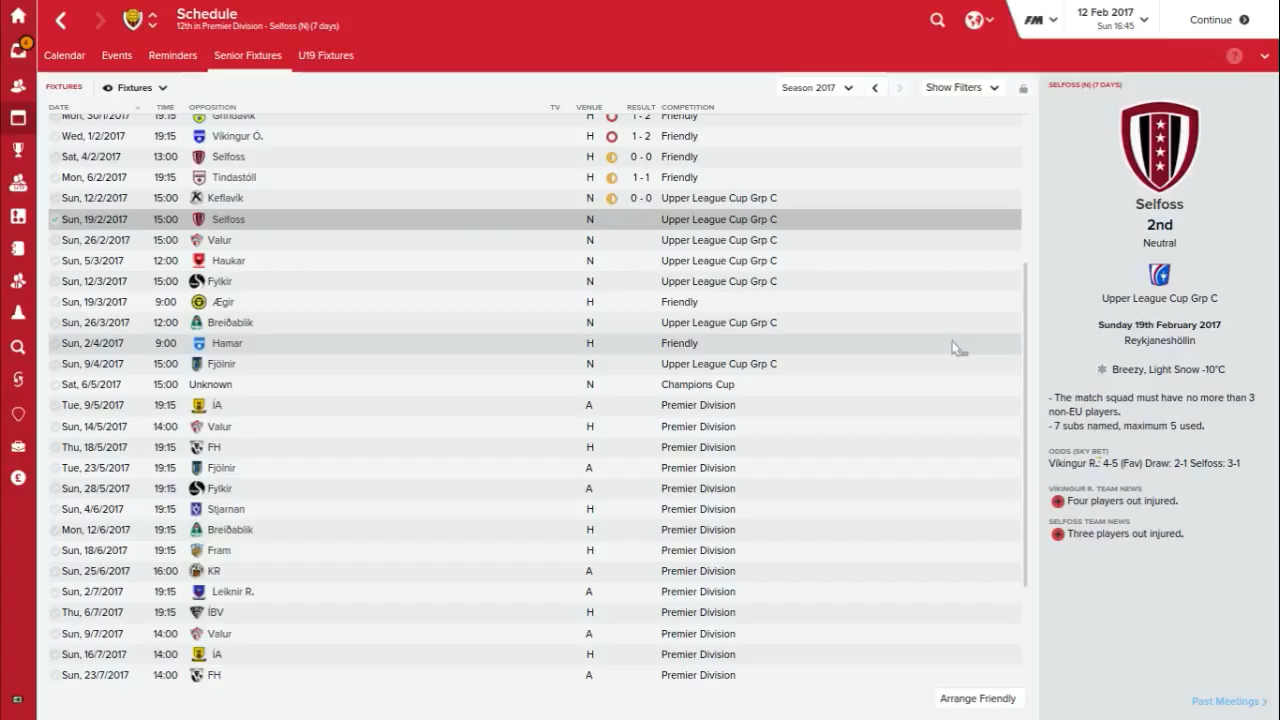 Schedule
12th in Premier Division - Selfoss (N) (7 days)
FM
12 Feb 2017
Sun 16:45
Continue
4
Calendar Events Reminders Senior Fixtures U19 Fixtures
?
FIXTURES Fixtures Season 2017 Show Filters
DATE TIME OPPOSITION TV VENUE RESULT COMPETITION
Mon, 30/1/2017 19:15 Grindavík H 1 - 2 Friendly
Wed, 1/2/2017 19:15 Víkingur Ó. H 1 - 2 Friendly
Sat, 4/2/2017 13:00 Selfoss H 0 - 0 Friendly
Mon, 6/2/2017 19:15 Tindastóll H 1 - 1 Friendly
Sun, 12/2/2017 15:00 Keflavík N 0 - 0 Upper League Cup Grp C
Sun, 19/2/2017 15:00 Selfoss N Upper League Cup Grp C
Sun, 26/2/2017 15:00 Valur N Upper League Cup Grp C
Sun, 5/3/2017 12:00 Haukar N Upper League Cup Grp C
Sun, 12/3/2017 15:00 Fylkir N Upper League Cup Grp C
Sun, 19/3/2017 9:00 Ægir H Friendly
Sun, 26/3/2017 12:00 Breiðablik N Upper League Cup Grp C
Sun, 2/4/2017 9:00 Hamar H Friendly
Sun, 9/4/2017 15:00 Fjölnir N Upper League Cup Grp C
Sat, 6/5/2017 15:00 Unknown N Champions Cup
Tue, 9/5/2017 19:15 ÍA A Premier Division
Sun, 14/5/2017 14:00 Valur H Premier Division
Thu, 18/5/2017 19:15 FH H Premier Division
Tue, 23/5/2017 19:15 Fjölnir A Premier Division
Sun, 28/5/2017 19:15 Fylkir A Premier Division
Sun, 4/6/2017 19:15 Stjarnan H Premier Division
Mon, 12/6/2017 19:15 Breiðablik H Premier Division
Sun, 18/6/2017 19:15 Fram H Premier Division
Sun, 25/6/2017 16:00 KR A Premier Division
Sun, 2/7/2017 19:15 Leiknir R. A Premier Division
Thu, 6/7/2017 19:15 ÍBV H Premier Division
Sun, 9/7/2017 14:00 Valur A Premier Division
Sun, 16/7/2017 14:00 ÍA H Premier Division
Sun, 23/7/2017 14:00 FH A Premier Division
Arrange Friendly
SELFOSS (N) (7 DAYS)
Selfoss
2nd
Neutral
Upper League Cup Grp C
Sunday 19th February 2017
Reykjaneshöllin
Breezy, Light Snow -10°C
- The match squad must have no more than 3
non-EU players.
- 7 subs named, maximum 5 used.
ODDS (SKY BET)
Víkingur R.: 4-5 (Fav) Draw: 2-1 Selfoss: 3-1
VÍKINGUR R. TEAM NEWS
Four players out injured.
SELFOSS TEAM NEWS
Three players out injured.
Past Meetings